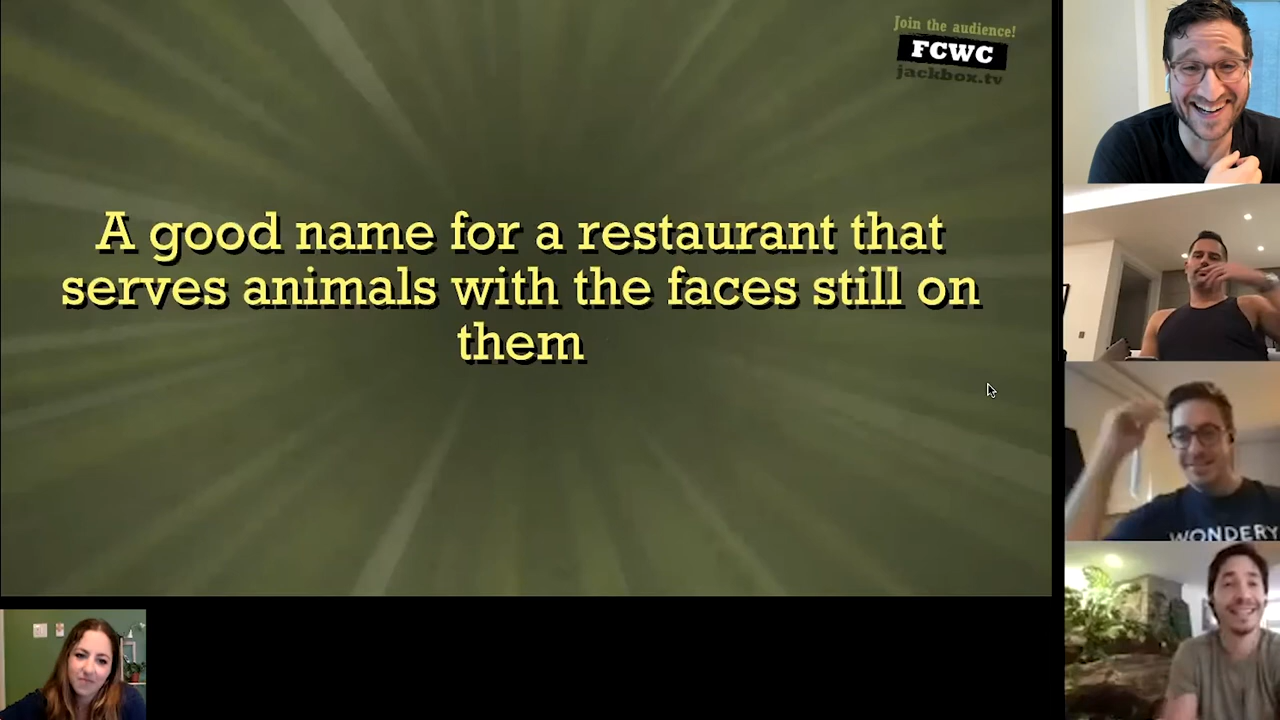 Join the audience!
FCWC
jackbox.tv
A good name for a restaurant that
serves animals with the faces still on
them
WONDERY